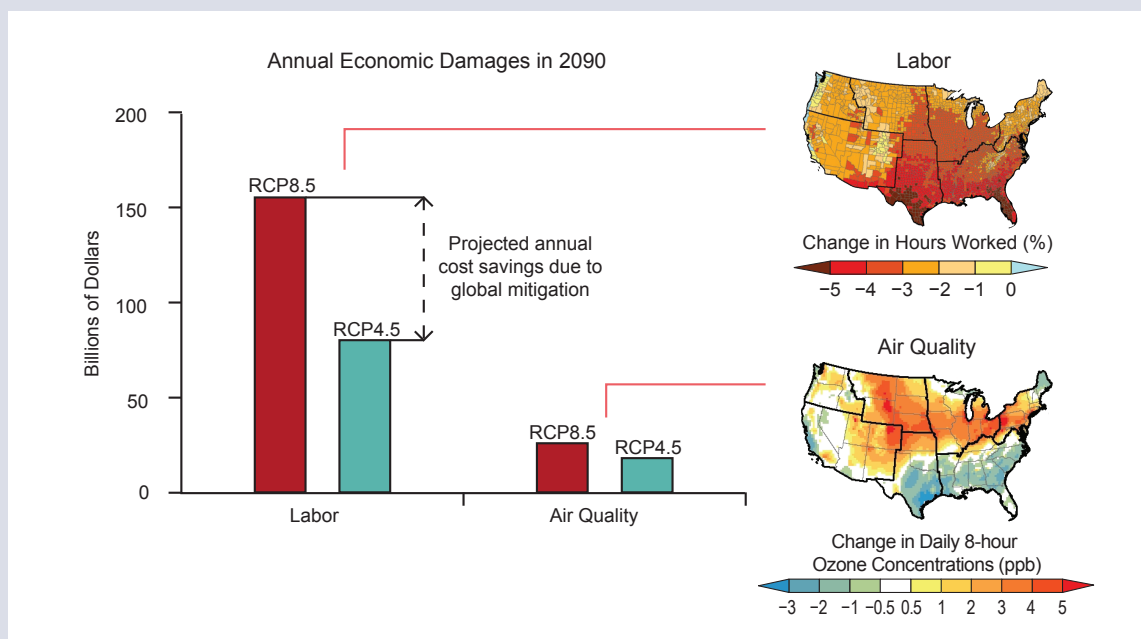 Annual Economic Damages in 2090
Billions of Dollars
200
150
100
50
0
RCP8.5
RCP4.5
Projected annual
cost savings due to
global mitigation
RCP8.5
RCP4.5
Labor
Air Quality
Labor
Change in Hours Worked (%)
−5 −4 −3 −2 −1 0
Air Quality
Change in Daily 8-hour
Ozone Concentrations (ppb)
−3 −2 −1 −0.5 0.5 1 2 3 4 5